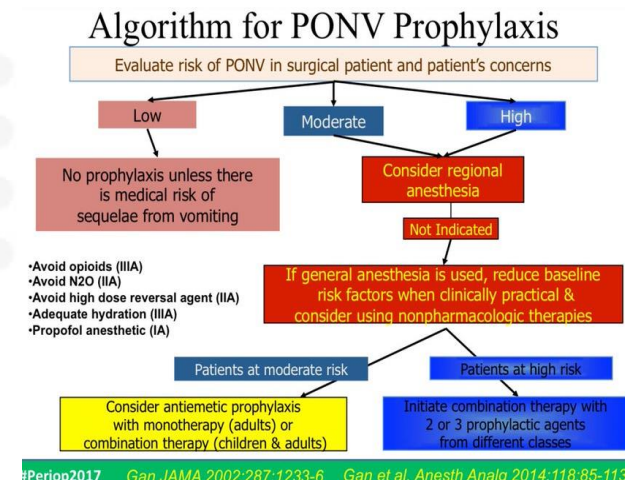 Algorithm for PONV Prophylaxis
Evaluate risk of PONV in surgical patient and patient's concerns
Low
Moderate
High
No prophylaxis unless there
is medical risk of
sequelae from vomiting
Consider regional
anesthesia
Not Indicated
•Avoid opioids (IIIA)
•Avoid N2O (IIA)
•Avoid high dose reversal agent (IIA)
•Adequate hydration (IIIA)
•Propofol anesthetic (IA)
If general anesthesia is used, reduce baseline
risk factors when clinically practical &
consider using nonpharmacologic therapies
Patients at moderate risk
Patients at high risk
Consider antiemetic prophylaxis
with monotherapy (adults) or
combination therapy (children & adults)
Initiate combination therapy with
2 or 3 prophylactic agents
from different classes
#Periop2017 Gan JAMA 2002;287:1233-6 Gan et al. Anesth Analg 2014;118:85-113